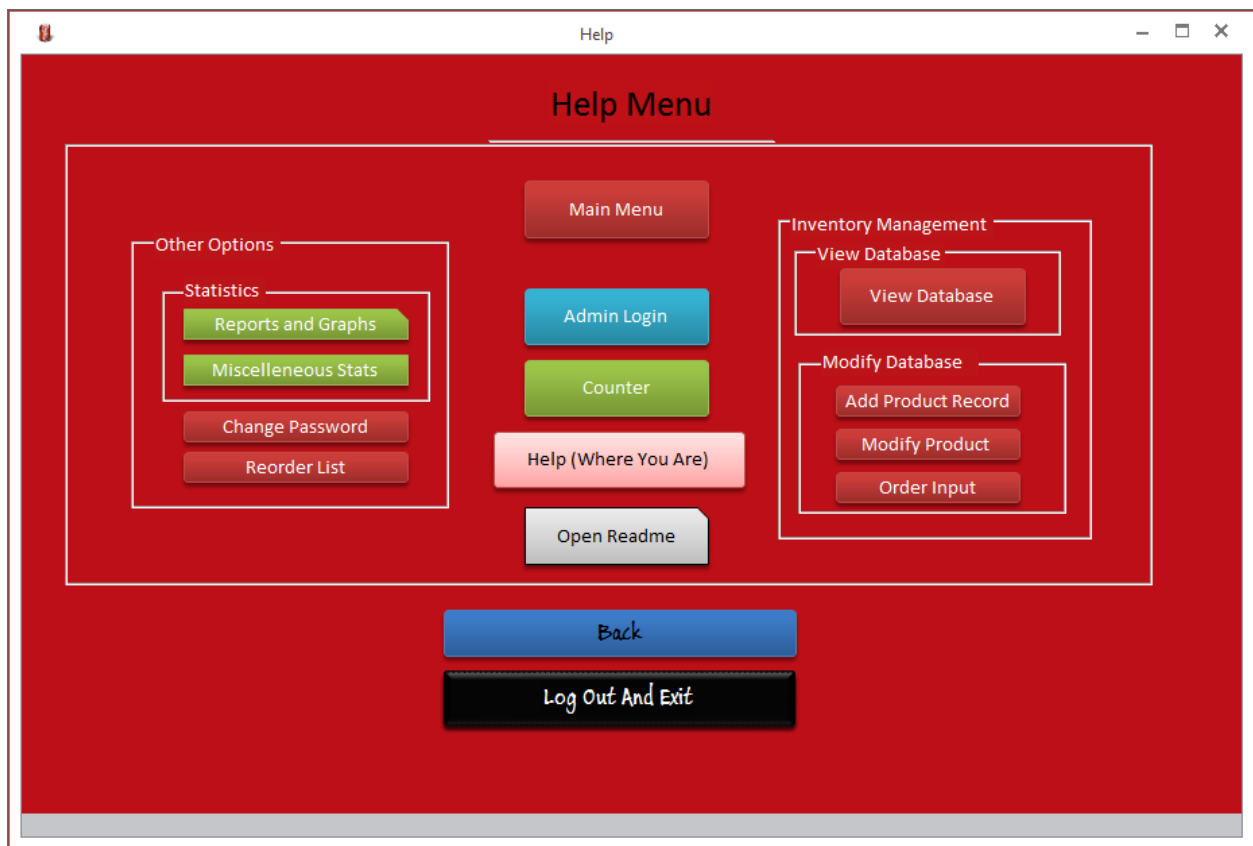 Help
Help Menu
Main Menu
Admin Login
Counter
Help (Where You Are)
Open Readme
Other Options
Statistics
Reports and Graphs
Miscelleneous Stats
Change Password
Reorder List
Inventory Management
View Database
View Database
Modify Database
Add Product Record
Modify Product
Order Input
Back
Log Out And Exit